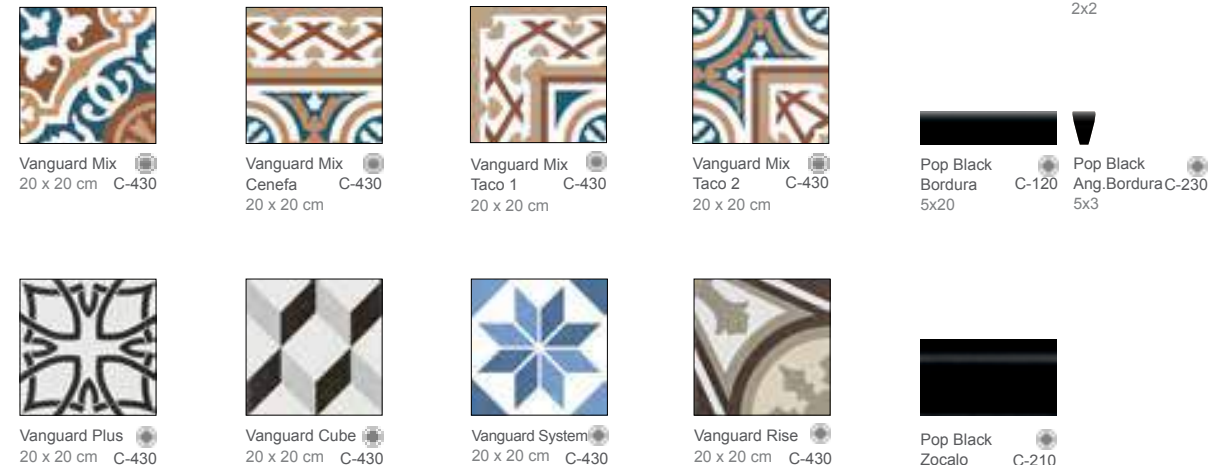 2x2
Vanguard Mix
20 x 20 cm C-430
Vanguard Mix
Cenefa C-430
20 x 20 cm
Vanguard Mix
Taco 1 C-430
20 x 20 cm
Vanguard Mix
Taco 2 C-430
20 x 20 cm
Pop Black
Bordura C-120
5x20
Pop Black
Ang.Bordura C-230
5x3
Vanguard Plus
20 x 20 cm C-430
Vanguard Cube
20 x 20 cm C-430
Vanguard System
20 x 20 cm C-430
Vanguard Rise
20 x 20 cm C-430
Pop Black
Zocalo C-210